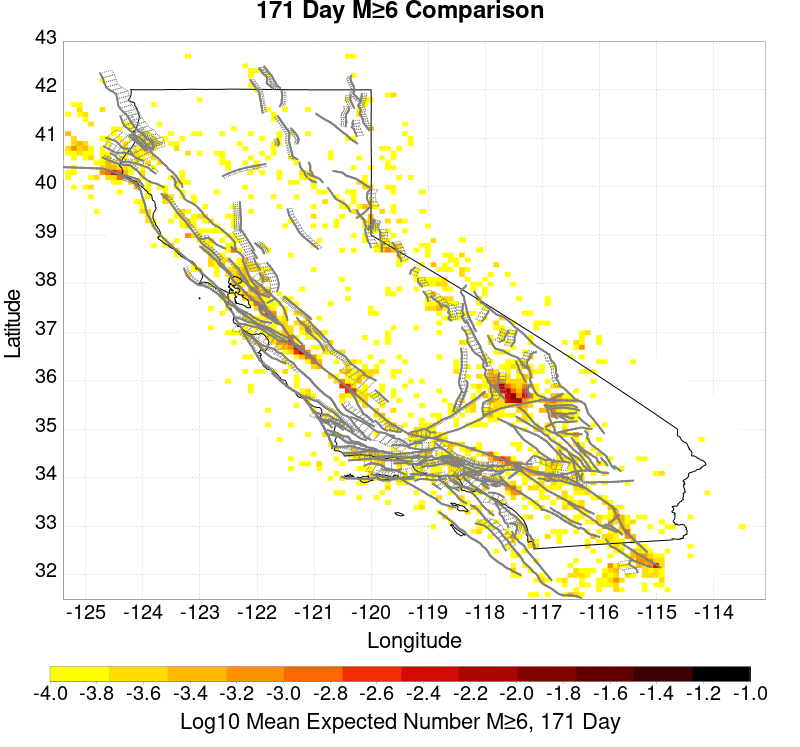 171 Day M≥6 Comparison
43
42
41
40
39
38
37
36
35
34
33
32
Latitude
-125 -124 -123 -122 -121 -120 -119 -118 -117 -116 -115 -114
Longitude
-4.0 -3.8 -3.6 -3.4 -3.2 -3.0 -2.8 -2.6 -2.4 -2.2 -2.0 -1.8 -1.6 -1.4 -1.2 -1.0
Log10 Mean Expected Number M≥6, 171 Day